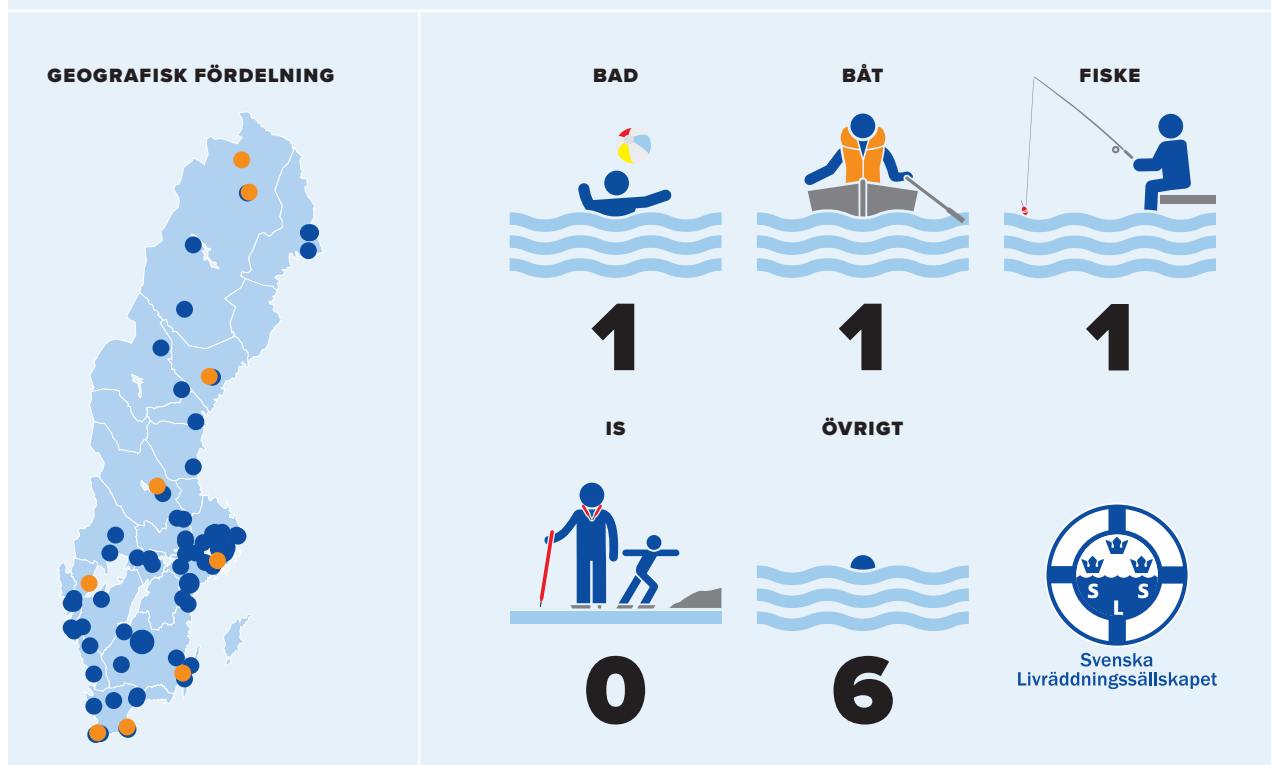 GEOGRAFISK FÖRDELNING
BAD
BÅT
FISKE
1
1
1
IS
ÖVRIGT
0
6
S S
L
Svenska
Livräddningssällskapet